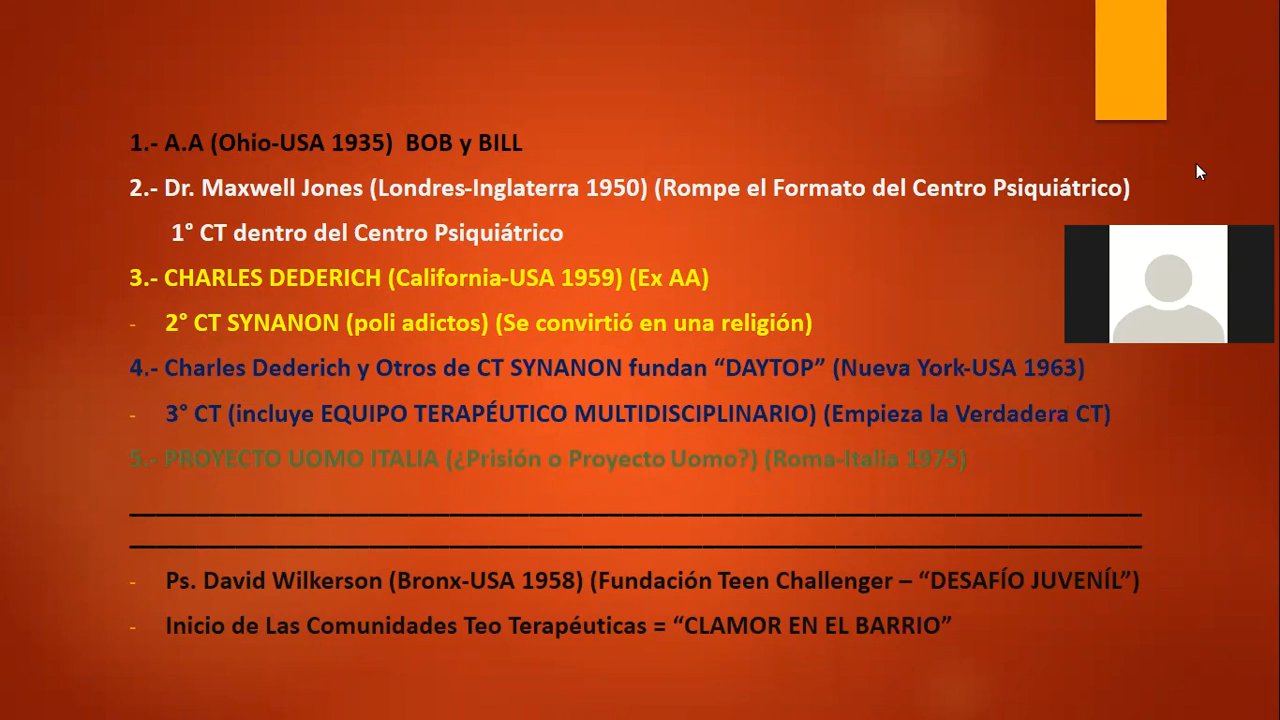 1.- A.A (Ohio-USA 1935)  BOB y BILL
2.- Dr. Maxwell Jones (Londres-Inglaterra 1950) (Rompe el Formato del Centro Psiquiátrico)
1° CT dentro del Centro Psiquiátrico
3.- CHARLES DEDERICH (California-USA 1959) (Ex AA)
- 2° CT SYNANON (poli adictos) (Se convirtió en una religión)
4.- Charles Dederich y Otros de CT SYNANON fundan “DAYTOP” (Nueva York-USA 1963)
- 3° CT (incluye EQUIPO TERAPÉUTICO MULTIDISCIPLINARIO) (Empieza la Verdadera CT)
5.- PROYECTO UOMO ITALIA (¿Prisión o Proyecto Uomo?) (Roma-Italia 1975)
- Ps. David Wilkerson (Bronx-USA 1958) (Fundación Teen Challenger – “DESAFÍO JUVENÍL”)
- Inicio de Las Comunidades Teo Terapéuticas = “CLAMOR EN EL BARRIO”